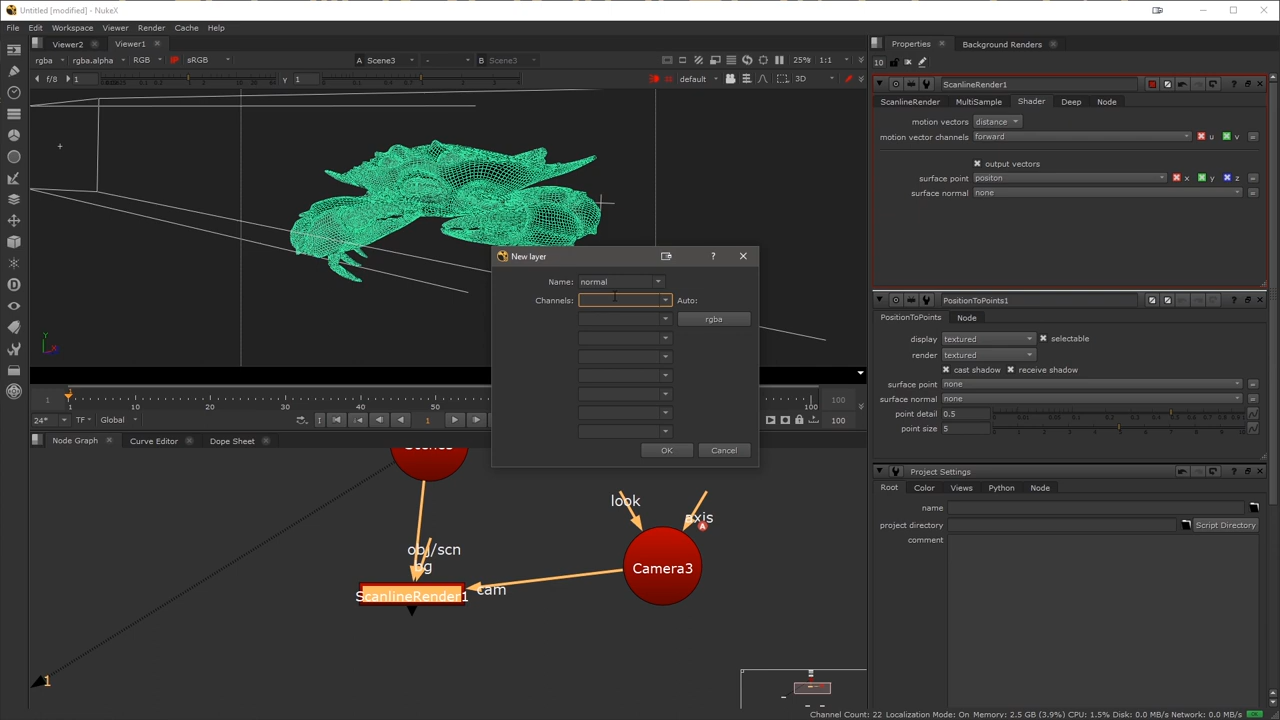 Untitled [modified] - NukeX
File Edit Workspace Viewer Render Cache Help
Viewer2 Viewer1
rgba rgba.alpha RGB sRGB A Scene3 - B Scene3 25% 1:1
f/8 1 y 1 default 3D
Y
X
1 1 10 50 100 100
24* TF Global 1 100
Node Graph Curve Editor Dope Sheet
obj/scn
bg
ScanlineRender1
cam
look
axis
A
Camera3
1
New layer ?
Name: normal
Channels: Auto:
rgba
OK Cancel
Properties Background Renders
10
ScanlineRender1
ScanlineRender MultiSample Shader Deep Node
motion vectors distance
motion vector channels forward u v =
output vectors
surface point positon x y z =
surface normal none =
PositionToPoints1
PositionToPoints Node
display textured selectable
render textured
cast shadow receive shadow
surface point none =
surface normal none =
point detail 0.5
point size 5
Project Settings
Root Color Views Python Node
name
project directory Script Directory
comment
Channel Count: 22 Localization Mode: On Memory: 2.5 GB (3.9%) CPU: 1.5% Disk: 0.0 MB/s Network: 0.0 MB/s